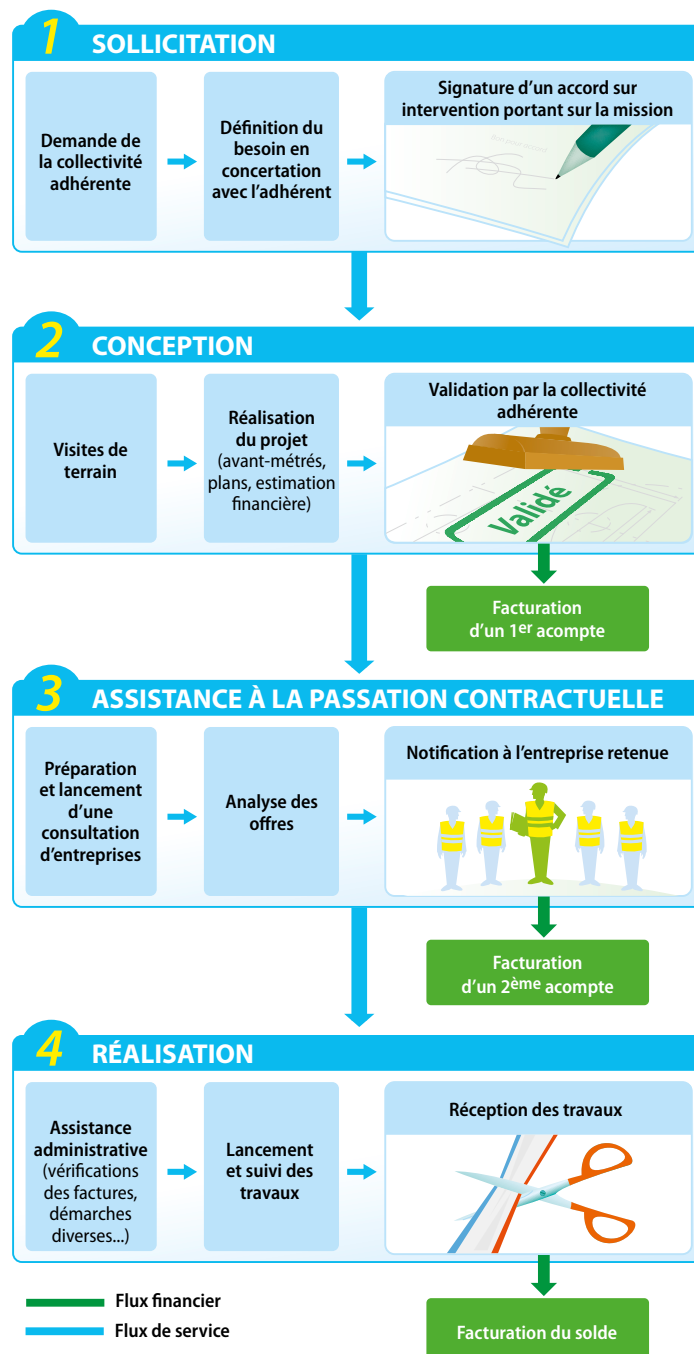 1 SOLLICITATION
Demande de
la collectivité
adhérente
Définition du
besoin en
concertation
avec l'adhérent
Signature d'un accord sur
intervention portant sur la mission
2 CONCEPTION
Visites de
terrain
Réalisation
du projet
(avant-métrés,
plans, estimation
financière)
Validation par la collectivité
adhérente
Validé
Facturation
d'un 1er acompte
3 ASSISTANCE À LA PASSATION CONTRACTUELLE
Préparation
et lancement
d'une
consultation
d'entreprises
Analyse des
offres
Notification à l'entreprise retenue
Facturation
d'un 2ème acompte
4 RÉALISATION
Assistance
administrative
(vérifications
des factures,
démarches
diverses...)
Lancement
et suivi des
travaux
Réception des travaux
Flux financier
Flux de service
Facturation du solde